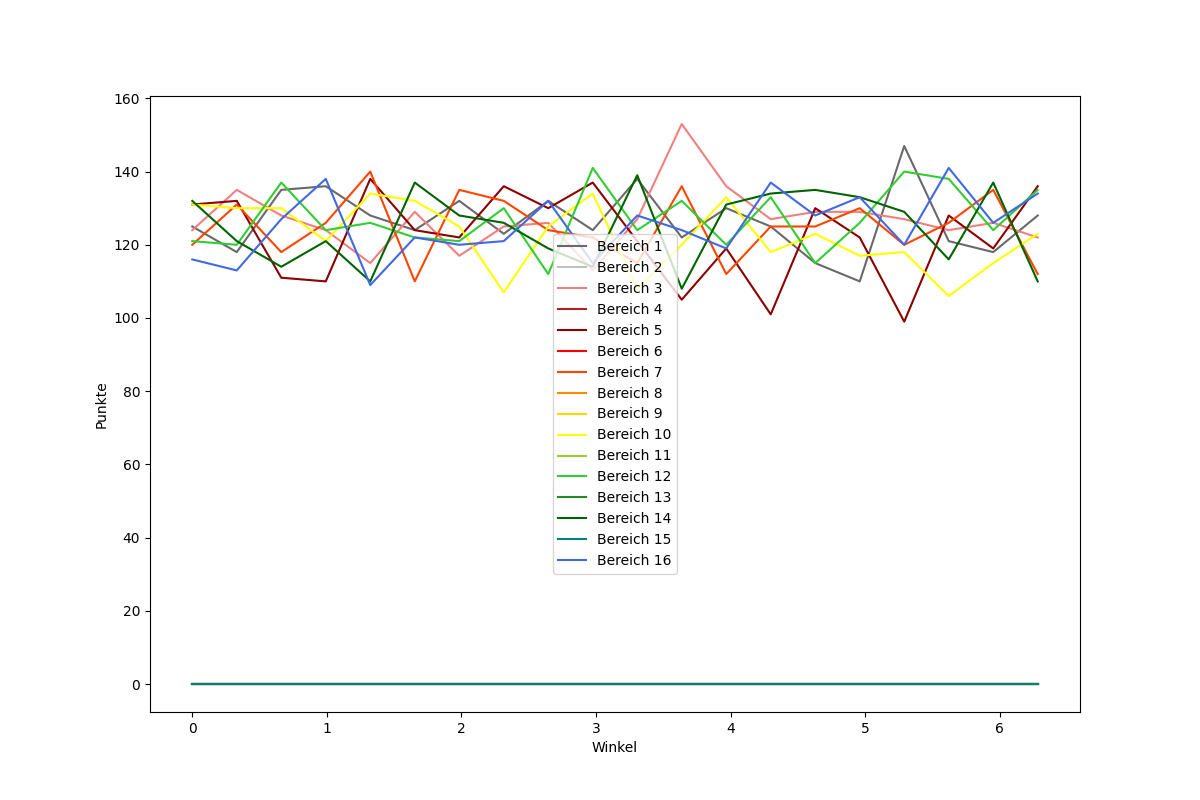 160
140
120
100
80
60
40
20
0
Punkte
Bereich 1
Bereich 2
Bereich 3
Bereich 4
Bereich 5
Bereich 6
Bereich 7
Bereich 8
Bereich 9
Bereich 10
Bereich 11
Bereich 12
Bereich 13
Bereich 14
Bereich 15
Bereich 16
0 1 2 3 4 5 6
Winkel